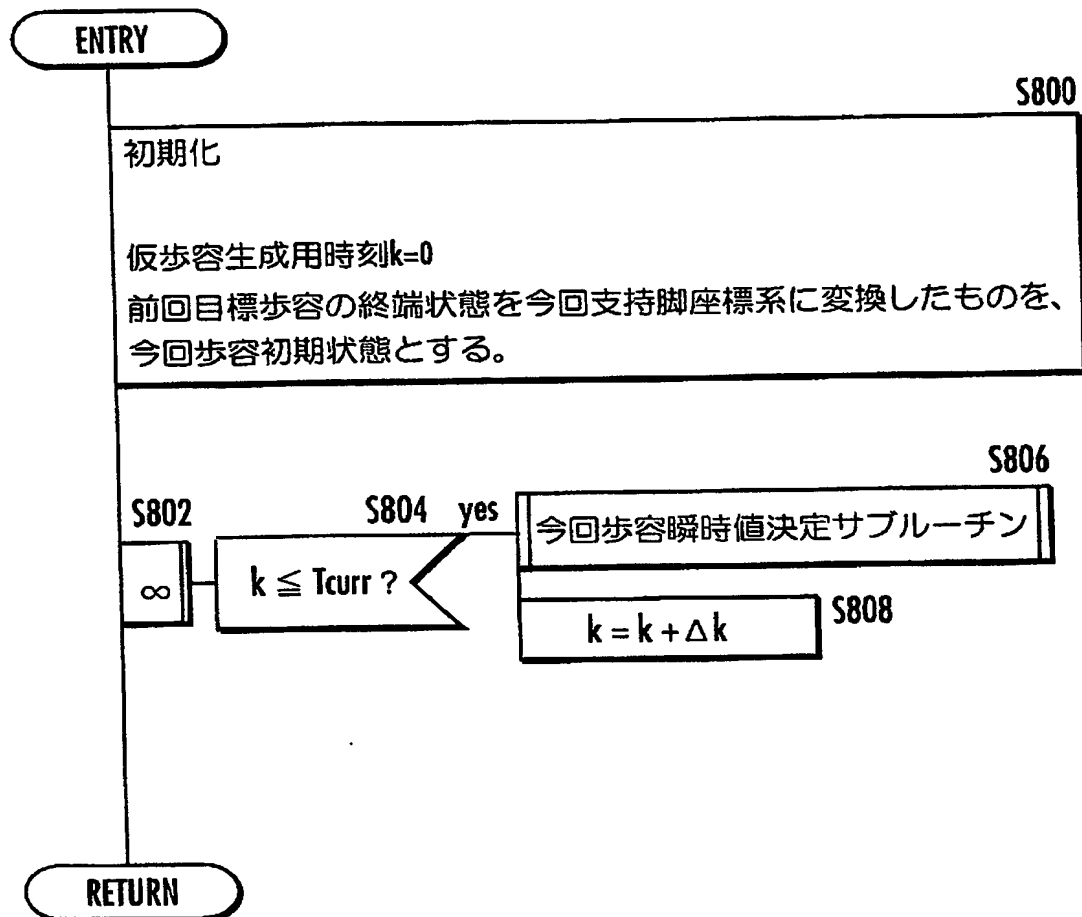 ENTRY
S800
初期化
仮歩容生成用時刻k=0
前回目標歩容の終端状態を今回支持脚座標系に変換したものを、
今回歩容初期状態とする。
S802
∞
S804
k ≦ Tcurr ?
yes
S806
今回歩容瞬時値決定サブルーチン
k = k + Δk
S808
RETURN